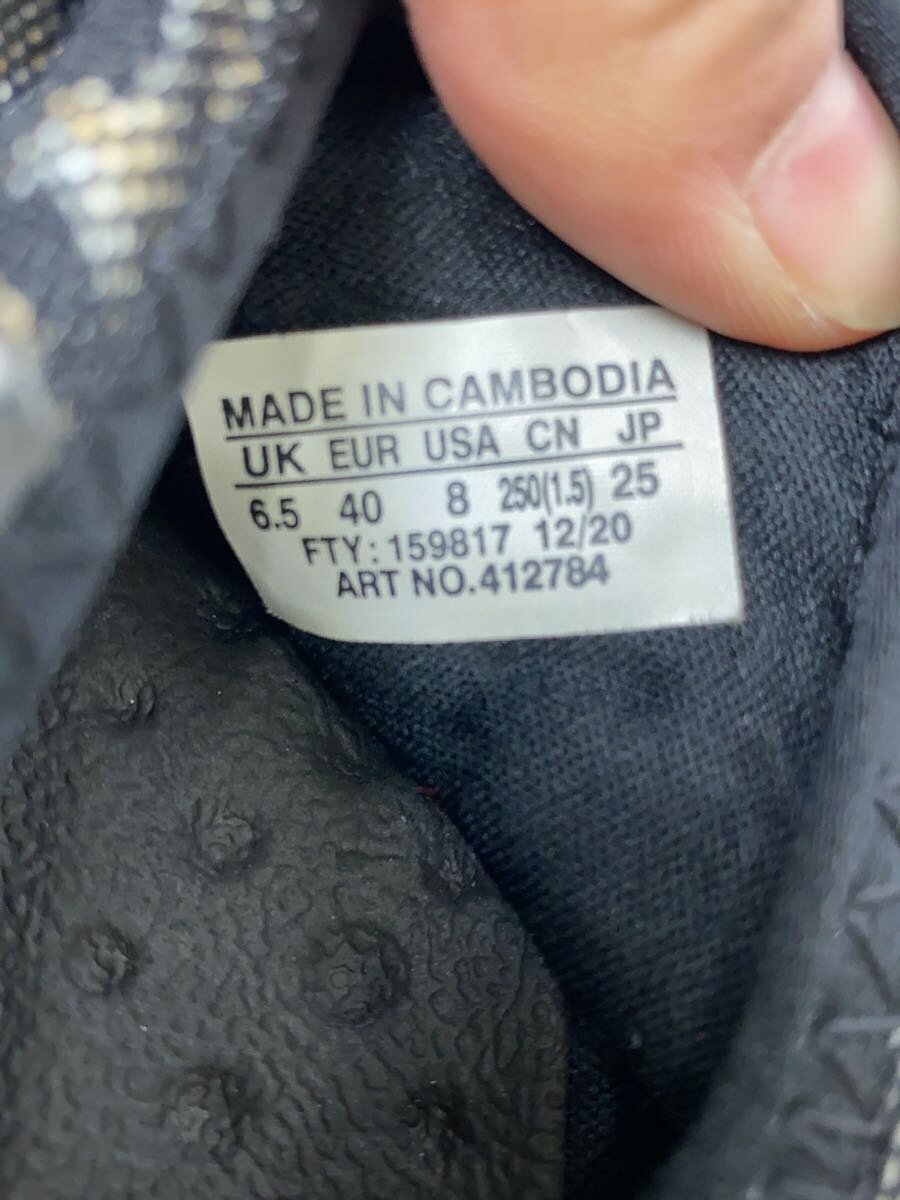 MADE IN CAMBODIA
UK EUR USA CN JP
6.5 40 8 250(1.5) 25
FTY: 159817 12/20
ART NO.412784